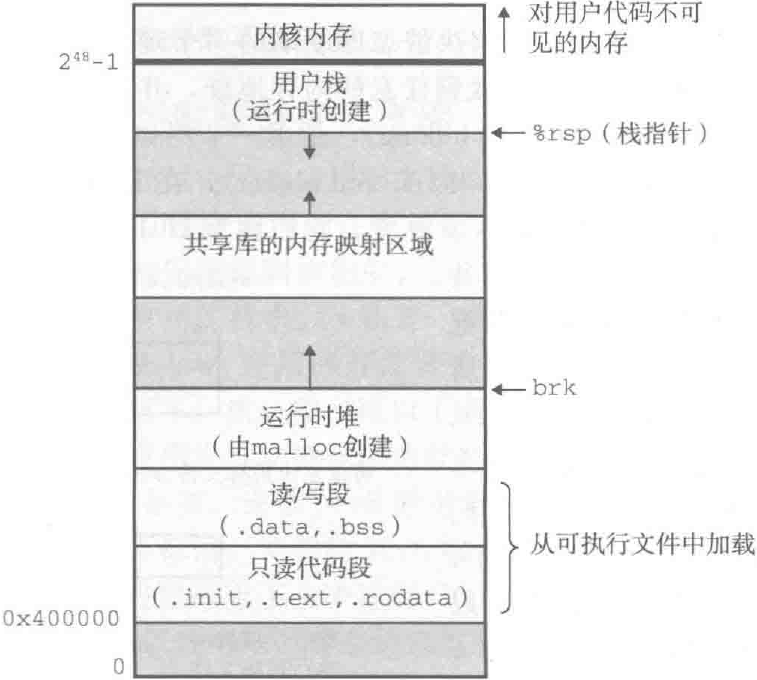 内核内存
对用户代码不可
见的内存
2⁴⁸-1
用户栈
（运行时创建）
%rsp（栈指针）
共享库的内存映射区域
brk
运行时堆
（由malloc创建）
读/写段
（.data,.bss）
从可执行文件中加载
只读代码段
（.init,.text,.rodata）
0x400000
0